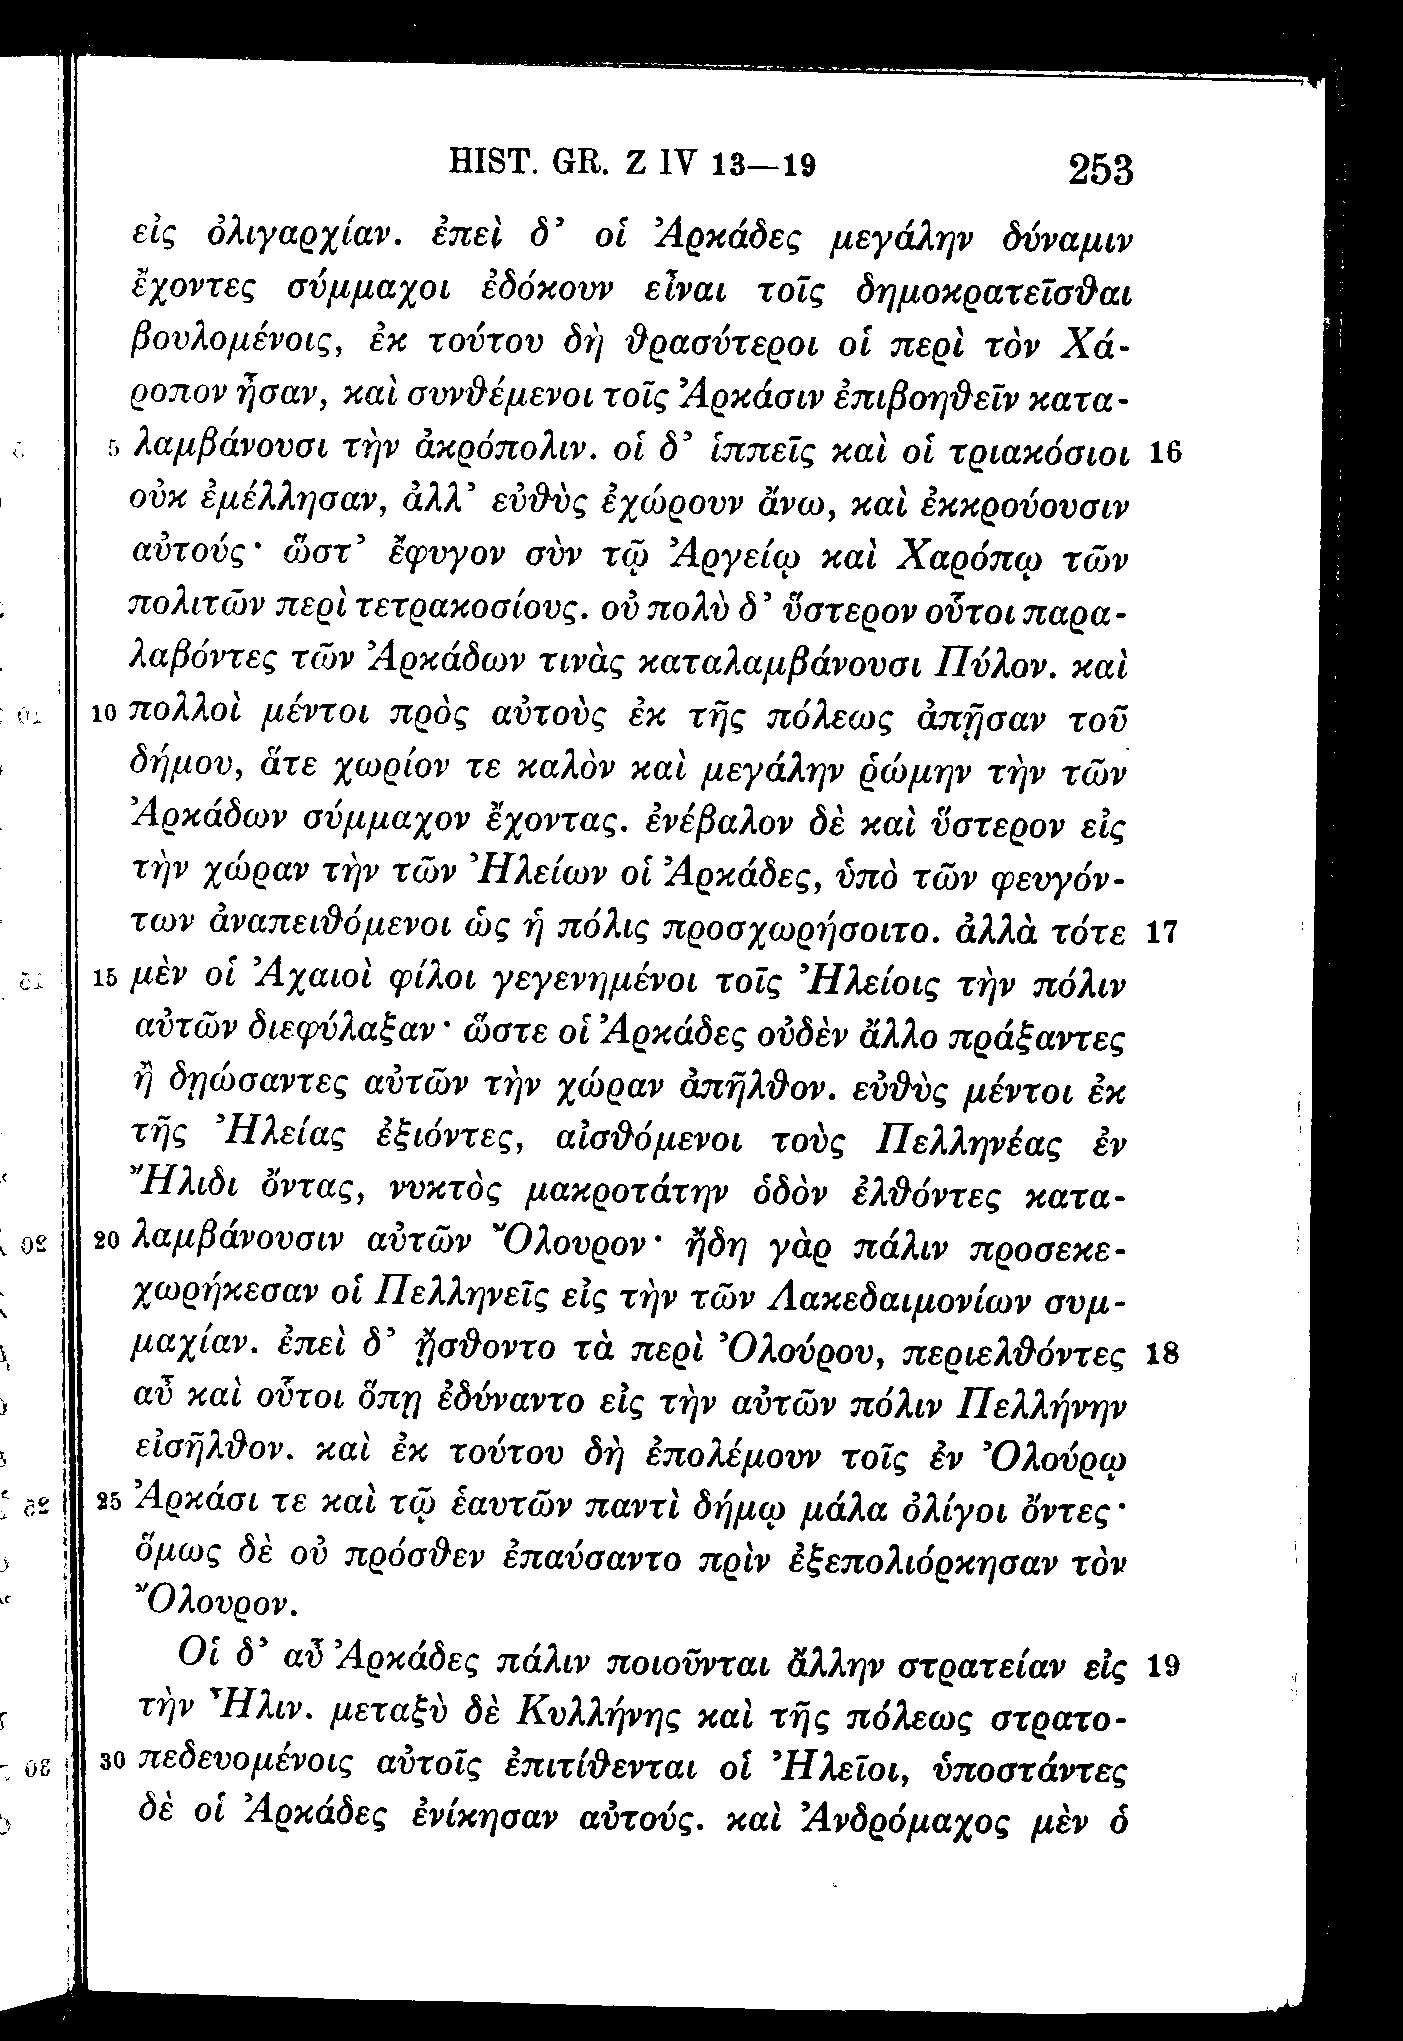 HIST. GR. Z IV 13—19 253
εἰς ὀλιγαρχίαν. ἐπεὶ δ’ οἱ Ἀρκάδες μεγάλην δύναμιν
ἔχοντες σύμμαχοι ἐδόκουν εἶναι τοῖς δημοκρατεῖσϑαι
βουλομένοις, ἐκ τούτου δὴ ϑρασύτεροι οἱ περὶ τὸν Χά-
ροπον ἦσαν, καὶ συνϑέμενοι τοῖς Ἀρκάσιν ἐπιβοηϑεῖν κατα-
5 λαμβάνουσι τὴν ἀκρόπολιν. οἱ δ’ ἱππεῖς καὶ οἱ τριακόσιοι 16
οὐκ ἐμέλλησαν, ἀλλ’ εὐϑὺς ἐχώρουν ἄνω, καὶ ἐκκρούουσιν
αὐτούς· ὥστ’ ἔφυγον σὺν τῷ Ἀργείῳ καὶ Χαρόπῳ τῶν
πολιτῶν περὶ τετρακοσίους. οὐ πολὺ δ’ ὕστερον οὗτοι παρα-
λαβόντες τῶν Ἀρκάδων τινὰς καταλαμβάνουσι Πύλον. καὶ
10 πολλοὶ μέντοι πρὸς αὐτοὺς ἐκ τῆς πόλεως ἀπῇσαν τοῦ
δήμου, ἅτε χωρίον τε καλὸν καὶ μεγάλην ῥώμην τὴν τῶν
Ἀρκάδων σύμμαχον ἔχοντας. ἐνέβαλον δὲ καὶ ὕστερον εἰς
τὴν χώραν τὴν τῶν Ἠλείων οἱ Ἀρκάδες, ὑπὸ τῶν φευγόν-
των ἀναπειϑόμενοι ὡς ἡ πόλις προσχωρήσοιτο. ἀλλὰ τότε 17
15 μὲν οἱ Ἀχαιοὶ φίλοι γεγενημένοι τοῖς Ἠλείοις τὴν πόλιν
αὐτῶν διεφύλαξαν· ὥστε οἱ Ἀρκάδες οὐδὲν ἄλλο πράξαντες
ἢ δῃώσαντες αὐτῶν τὴν χώραν ἀπῆλϑον. εὐϑὺς μέντοι ἐκ
τῆς Ἠλείας ἐξιόντες, αἰσϑόμενοι τοὺς Πελληνέας ἐν
Ἤλιδι ὄντας, νυκτὸς μακροτάτην ὁδὸν ἐλϑόντες κατα-
20 λαμβάνουσιν αὐτῶν Ὄλουρον· ἤδη γὰρ πάλιν προσεκε-
χωρήκεσαν οἱ Πελληνεῖς εἰς τὴν τῶν Λακεδαιμονίων συμ-
μαχίαν. ἐπεὶ δ’ ᾔσϑοντο τὰ περὶ Ὀλούρου, περιελϑόντες 18
αὖ καὶ οὗτοι ὅπῃ ἐδύναντο εἰς τὴν αὐτῶν πόλιν Πελλήνην
εἰσῆλϑον. καὶ ἐκ τούτου δὴ ἐπολέμουν τοῖς ἐν Ὀλούρῳ
25 Ἀρκάσι τε καὶ τῷ ἑαυτῶν παντὶ δήμῳ μάλα ὀλίγοι ὄντες·
ὅμως δὲ οὐ πρόσϑεν ἐπαύσαντο πρὶν ἐξεπολιόρκησαν τὸν
Ὄλουρον.
Οἱ δ’ αὖ Ἀρκάδες πάλιν ποιοῦνται ἄλλην στρατείαν εἰς 19
τὴν Ἦλιν. μεταξὺ δὲ Κυλλήνης καὶ τῆς πόλεως στρατο-
30 πεδευομένοις αὐτοῖς ἐπιτίϑενται οἱ Ἠλεῖοι, ὑποστάντες
δὲ οἱ Ἀρκάδες ἐνίκησαν αὐτούς. καὶ Ἀνδρόμαχος μὲν ὁ